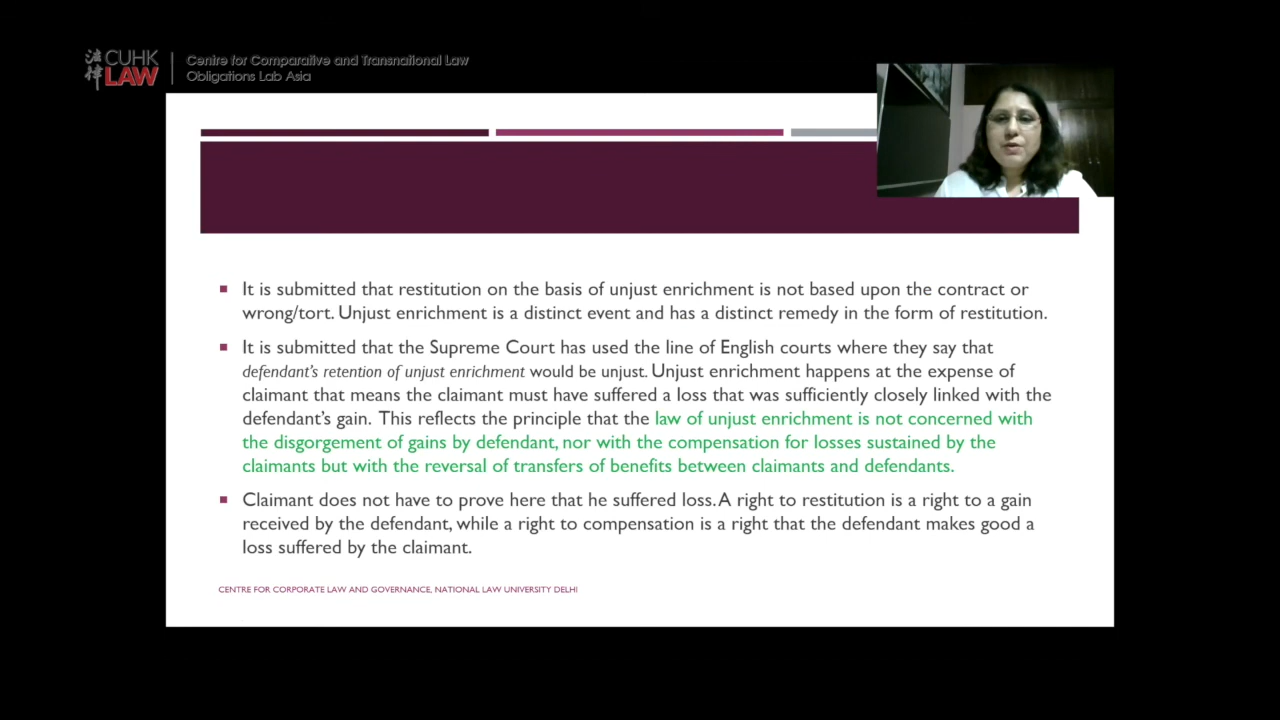 法律
CUHK
LAW
Centre for Comparative and Transnational Law
Obligations Lab Asia
It is submitted that restitution on the basis of unjust enrichment is not based upon the contract or
wrong/tort. Unjust enrichment is a distinct event and has a distinct remedy in the form of restitution.
It is submitted that the Supreme Court has used the line of English courts where they say that
defendant's retention of unjust enrichment would be unjust. Unjust enrichment happens at the expense of
claimant that means the claimant must have suffered a loss that was sufficiently closely linked with the
defendant's gain. This reflects the principle that the law of unjust enrichment is not concerned with
the disgorgement of gains by defendant, nor with the compensation for losses sustained by the
claimants but with the reversal of transfers of benefits between claimants and defendants.
Claimant does not have to prove here that he suffered loss. A right to restitution is a right to a gain
received by the defendant, while a right to compensation is a right that the defendant makes good a
loss suffered by the claimant.
CENTRE FOR CORPORATE LAW AND GOVERNANCE, NATIONAL LAW UNIVERSITY DELHI